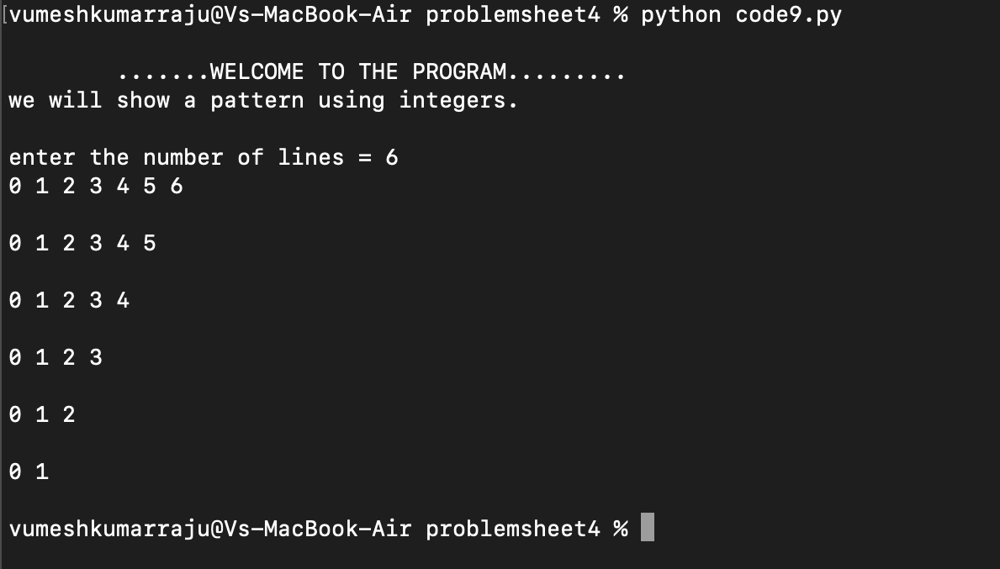 [vumeshkumarraju@Vs-MacBook-Air problemsheet4 % python code9.py
.......WELCOME TO THE PROGRAM.........
we will show a pattern using integers.
enter the number of lines = 6
0 1 2 3 4 5 6
0 1 2 3 4 5
0 1 2 3 4
0 1 2 3
0 1 2
0 1
vumeshkumarraju@Vs-MacBook-Air problemsheet4 %